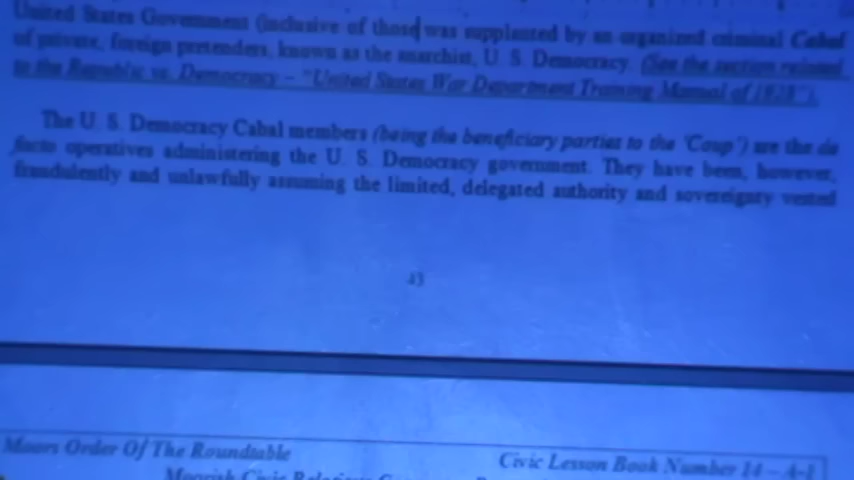 United States Government (inclusive of those was supplanted by an organized criminal Cabal
of private, foreign pretenders, known as the anarchist, U. S. Democracy. (See the section related
to the Republic vs. Democracy – "United States War Department Training Manual of 1928").
The U. S. Democracy Cabal members (being the beneficiary parties to the 'Coup') are the de
facto operatives administering the U. S. Democracy government. They have been, however,
fraudulently and unlawfully assuming the limited, delegated authority and sovereignty vested
43
Moors Order Of The Roundtable
Civic Lesson Book Number 14 – A-1
Moorish Civic Relations